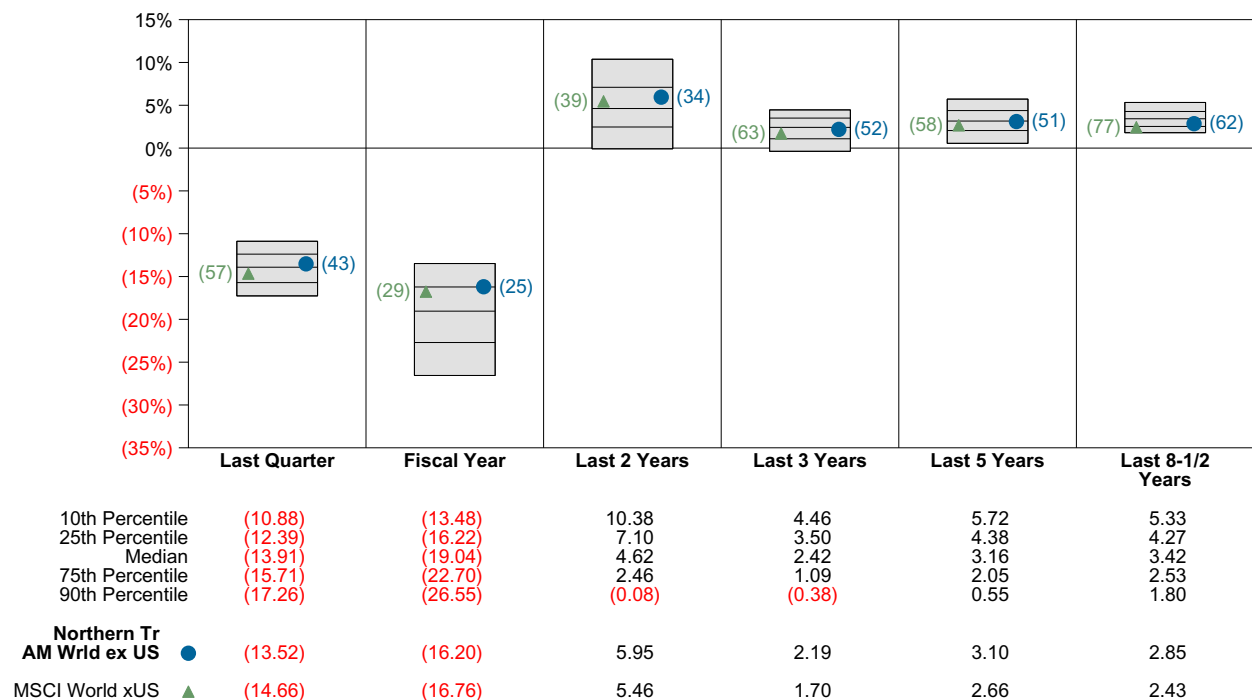 15%
10%
5%
0%
(5%)
(10%)
(15%)
(20%)
(25%)
(30%)
(35%)
(57) (43)
(29) (25)
(39) (34)
(63) (52)
(58) (51)
(77) (62)
Last Quarter Fiscal Year Last 2 Years Last 3 Years Last 5 Years Last 8-1/2
Years
10th Percentile (10.88) (13.48) 10.38 4.46 5.72 5.33
25th Percentile (12.39) (16.22) 7.10 3.50 4.38 4.27
Median (13.91) (19.04) 4.62 2.42 3.16 3.42
75th Percentile (15.71) (22.70) 2.46 1.09 2.05 2.53
90th Percentile (17.26) (26.55) (0.08) (0.38) 0.55 1.80
Northern Tr
AM Wrld ex US (13.52) (16.20) 5.95 2.19 3.10 2.85
MSCI World xUS (14.66) (16.76) 5.46 1.70 2.66 2.43